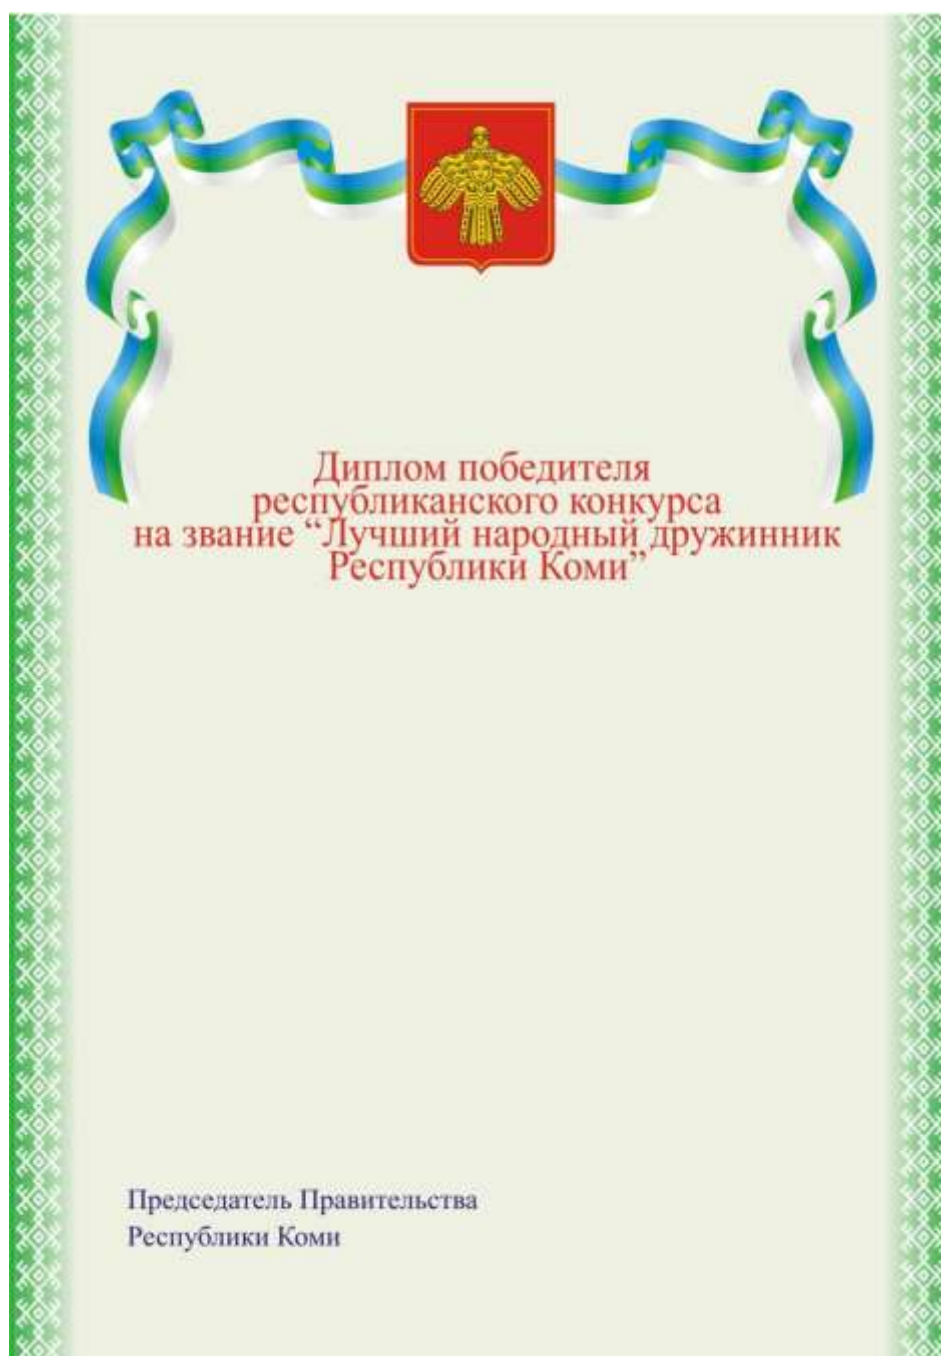 Диплом победителя
республиканского конкурса
на звание “Лучший народный дружинник
Республики Коми”
Председатель Правительства
Республики Коми